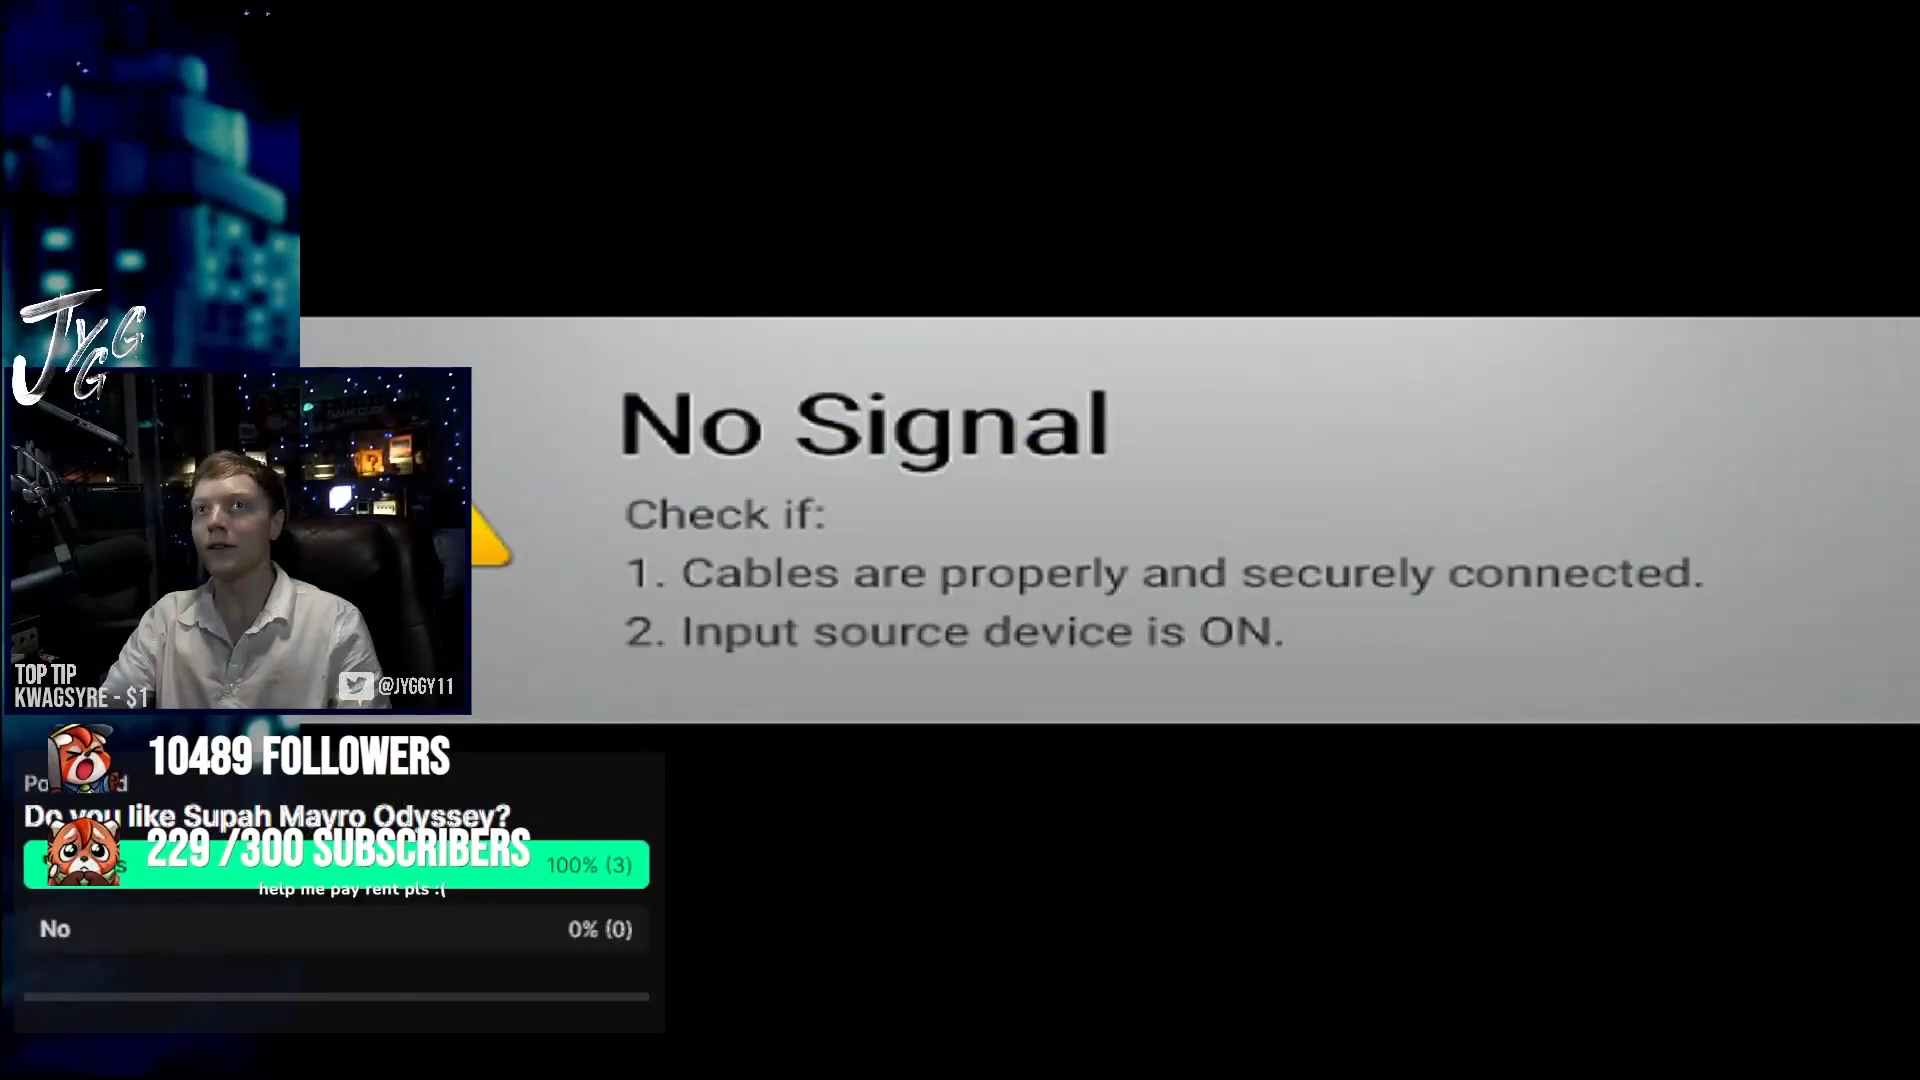 JYGG
No Signal
Check if:
1. Cables are properly and securely connected.
2. Input source device is ON.
TOP TIP
KWAGSYRE - $1
@JYGGY11
10489 FOLLOWERS
Do you like Supah Mayro Odyssey?
229 /300 SUBSCRIBERS
100% (3)
help me pay rent pls :(
No
0% (0)